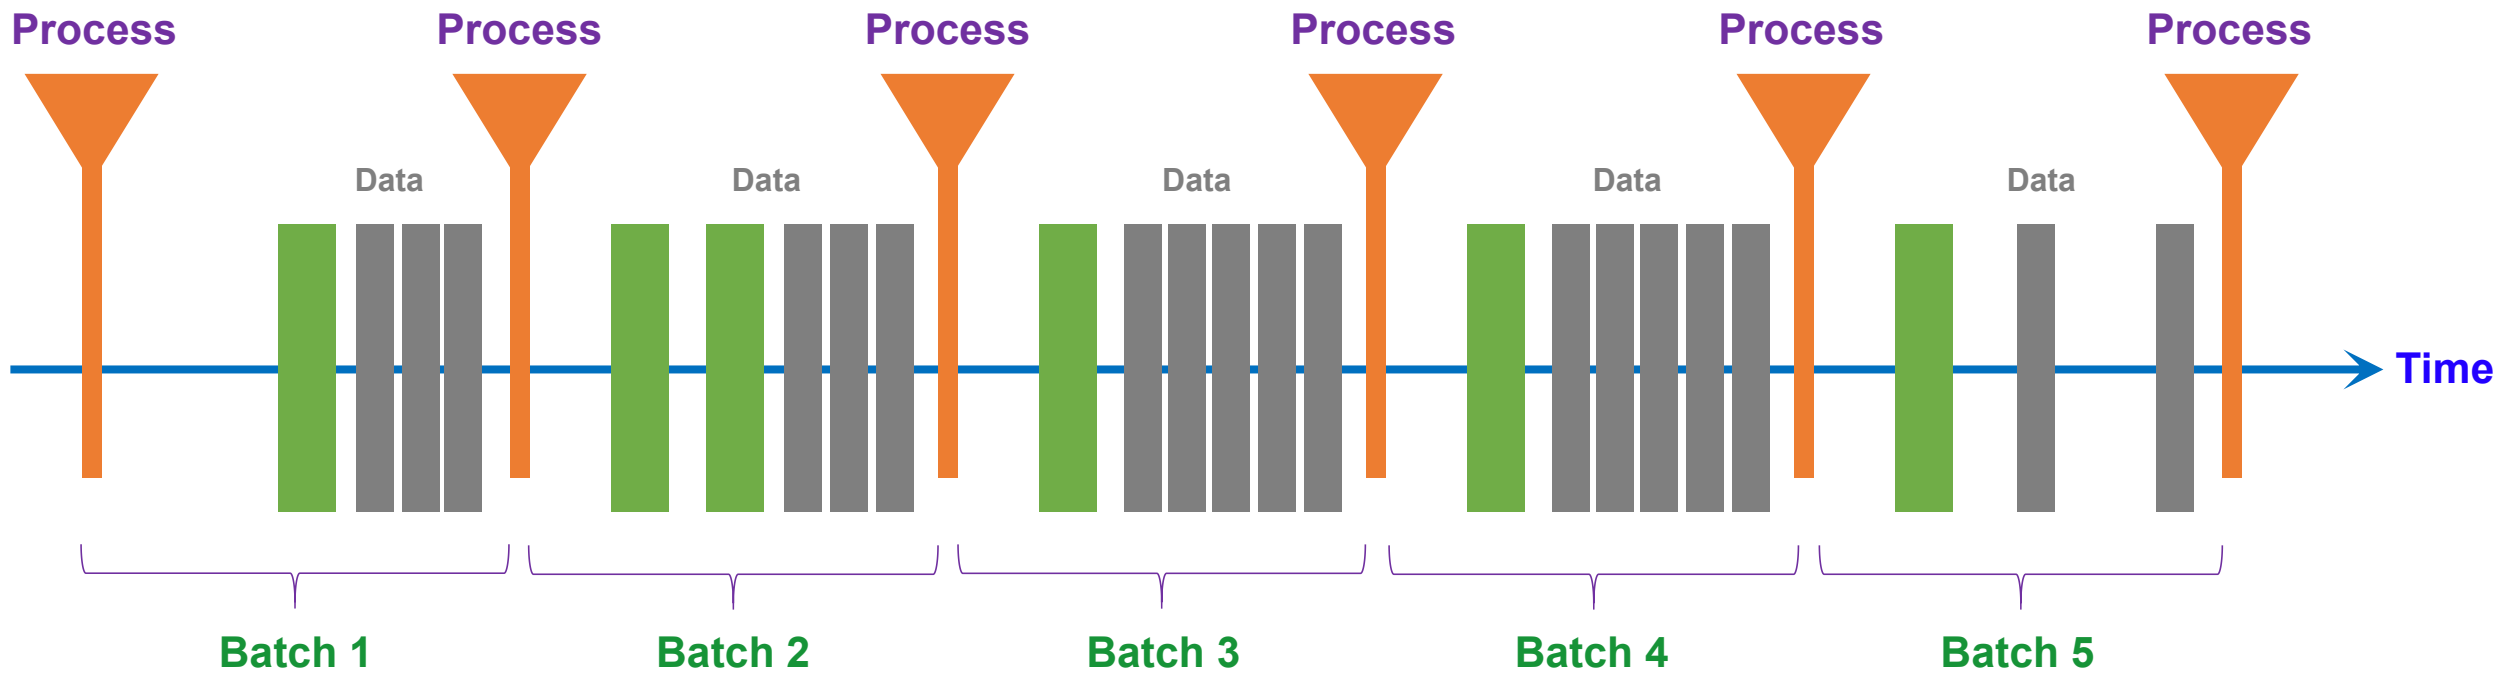 Process
Process
Process
Process
Process
Process
Data
Data
Data
Data
Data
Time
Batch 1
Batch 2
Batch 3
Batch 4
Batch 5